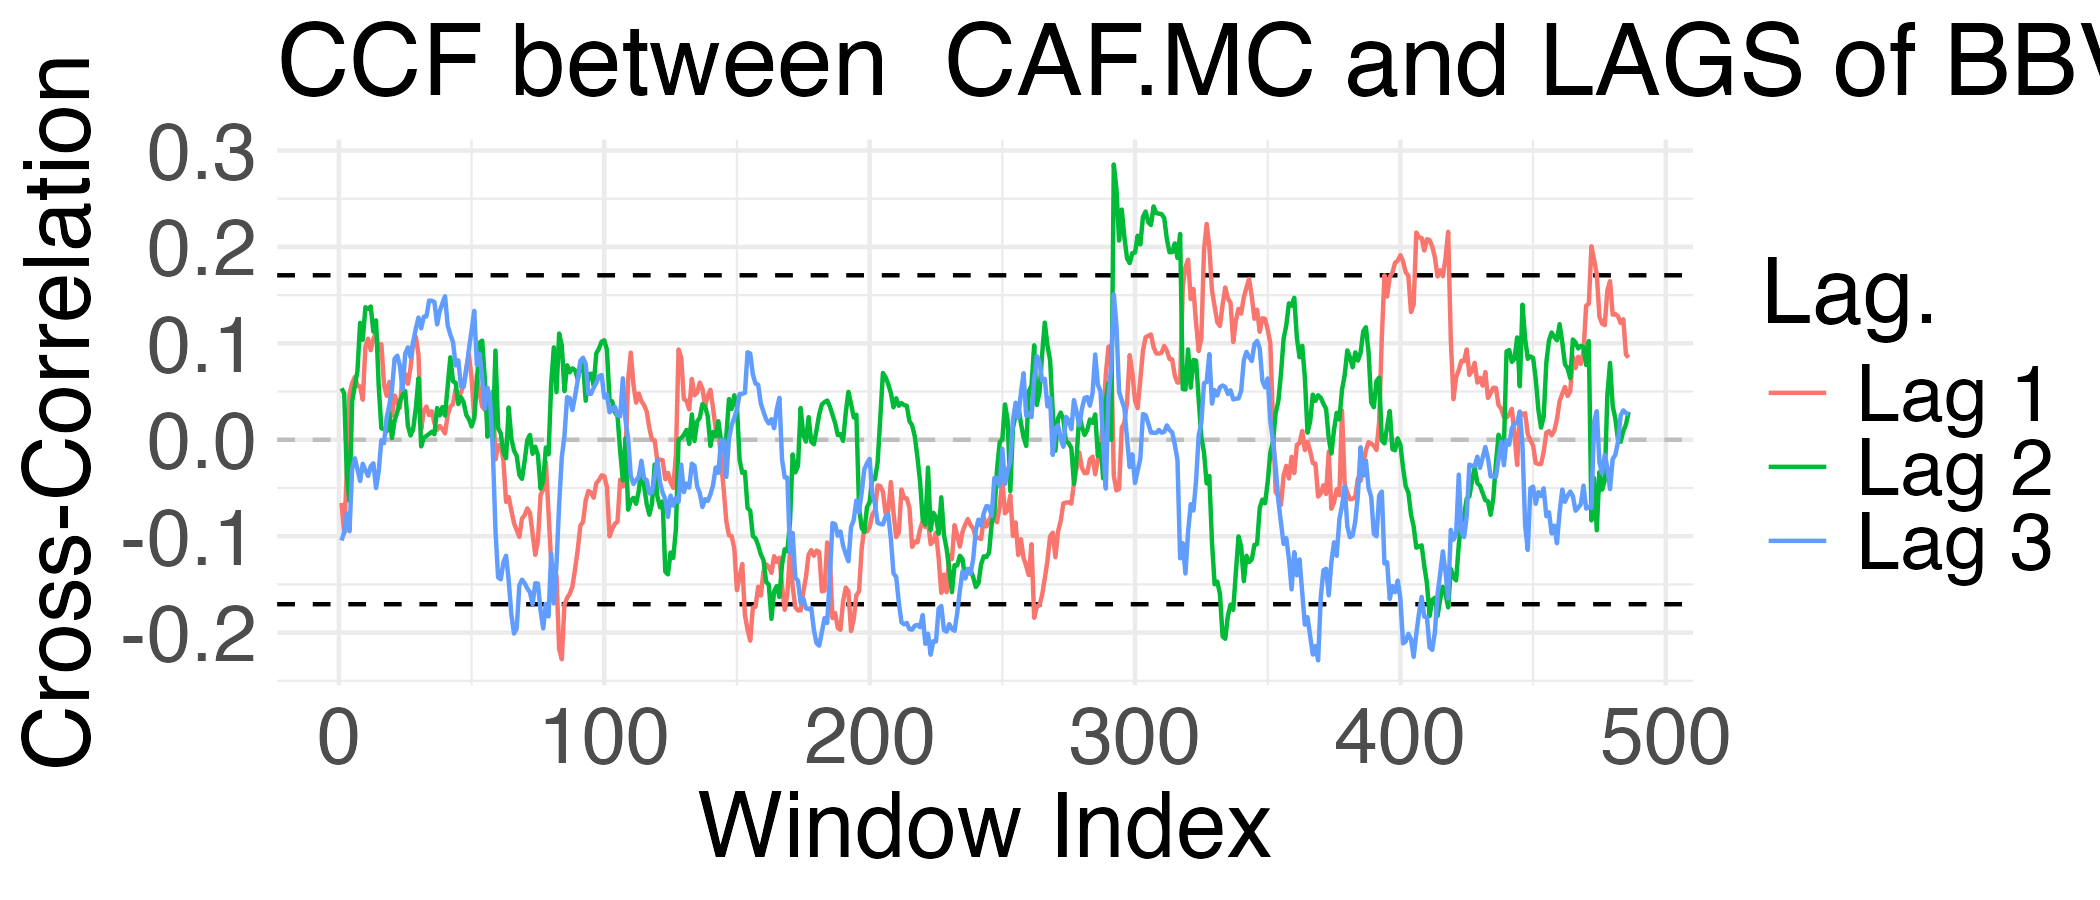 CCF between CAF.MC and LAGS of BBV
Cross-Correlation
0.3
0.2
0.1
0.0
-0.1
-0.2
0
100
200
300
400
500
Window Index
Lag.
Lag 1
Lag 2
Lag 3